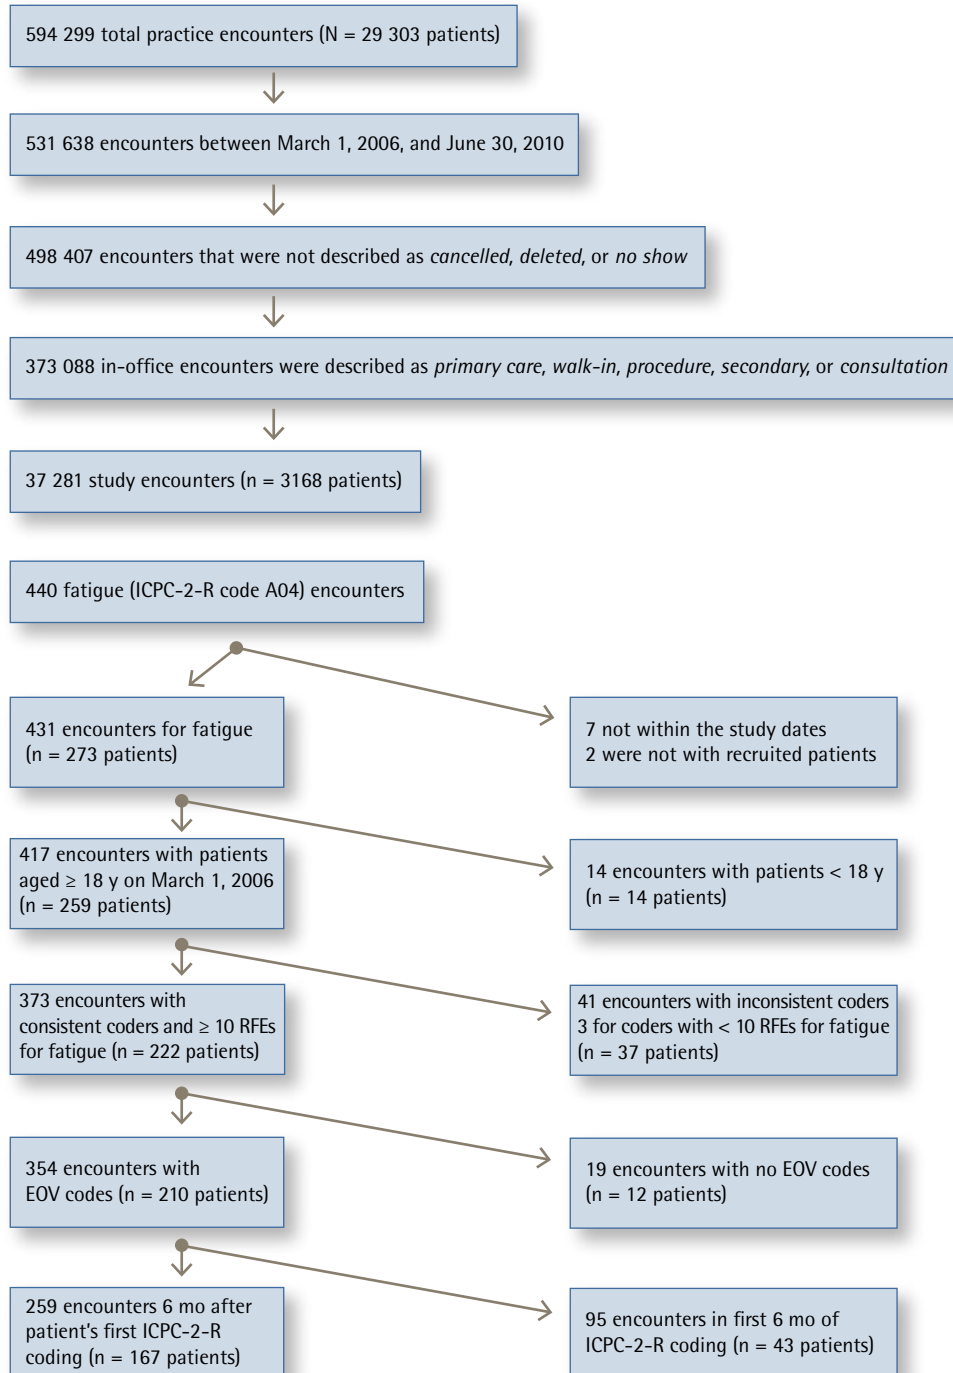 594 299 total practice encounters (N = 29 303 patients)
531 638 encounters between March 1, 2006, and June 30, 2010
498 407 encounters that were not described as cancelled, deleted, or no show
373 088 in-office encounters were described as primary care, walk-in, procedure, secondary, or consultation
37 281 study encounters (n = 3168 patients)
440 fatigue (ICPC-2-R code A04) encounters
431 encounters for fatigue
(n = 273 patients)
7 not within the study dates
2 were not with recruited patients
417 encounters with patients
aged ≥ 18 y on March 1, 2006
(n = 259 patients)
14 encounters with patients < 18 y
(n = 14 patients)
373 encounters with
consistent coders and ≥ 10 RFEs
for fatigue (n = 222 patients)
41 encounters with inconsistent coders
3 for coders with < 10 RFEs for fatigue
(n = 37 patients)
354 encounters with
EOV codes (n = 210 patients)
19 encounters with no EOV codes
(n = 12 patients)
259 encounters 6 mo after
patient's first ICPC-2-R
coding (n = 167 patients)
95 encounters in first 6 mo of
ICPC-2-R coding (n = 43 patients)